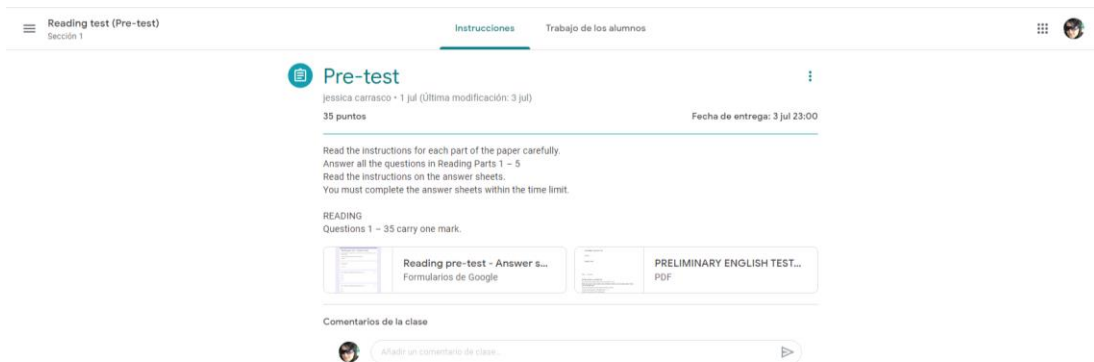 Reading test (Pre-test)
Sección 1
Instrucciones
Trabajo de los alumnos
Pre-test
jessica carrasco • 1 jul (Última modificación: 3 jul)
35 puntos
Fecha de entrega: 3 jul 23:00
Read the instructions for each part of the paper carefully.
Answer all the questions in Reading Parts 1 – 5
Read the instructions on the answer sheets.
You must complete the answer sheets within the time limit.
READING
Questions 1 – 35 carry one mark.
Reading pre-test - Answer s...
Formularios de Google
PRELIMINARY ENGLISH TEST...
PDF
Comentarios de la clase
Añadir un comentario de clase...